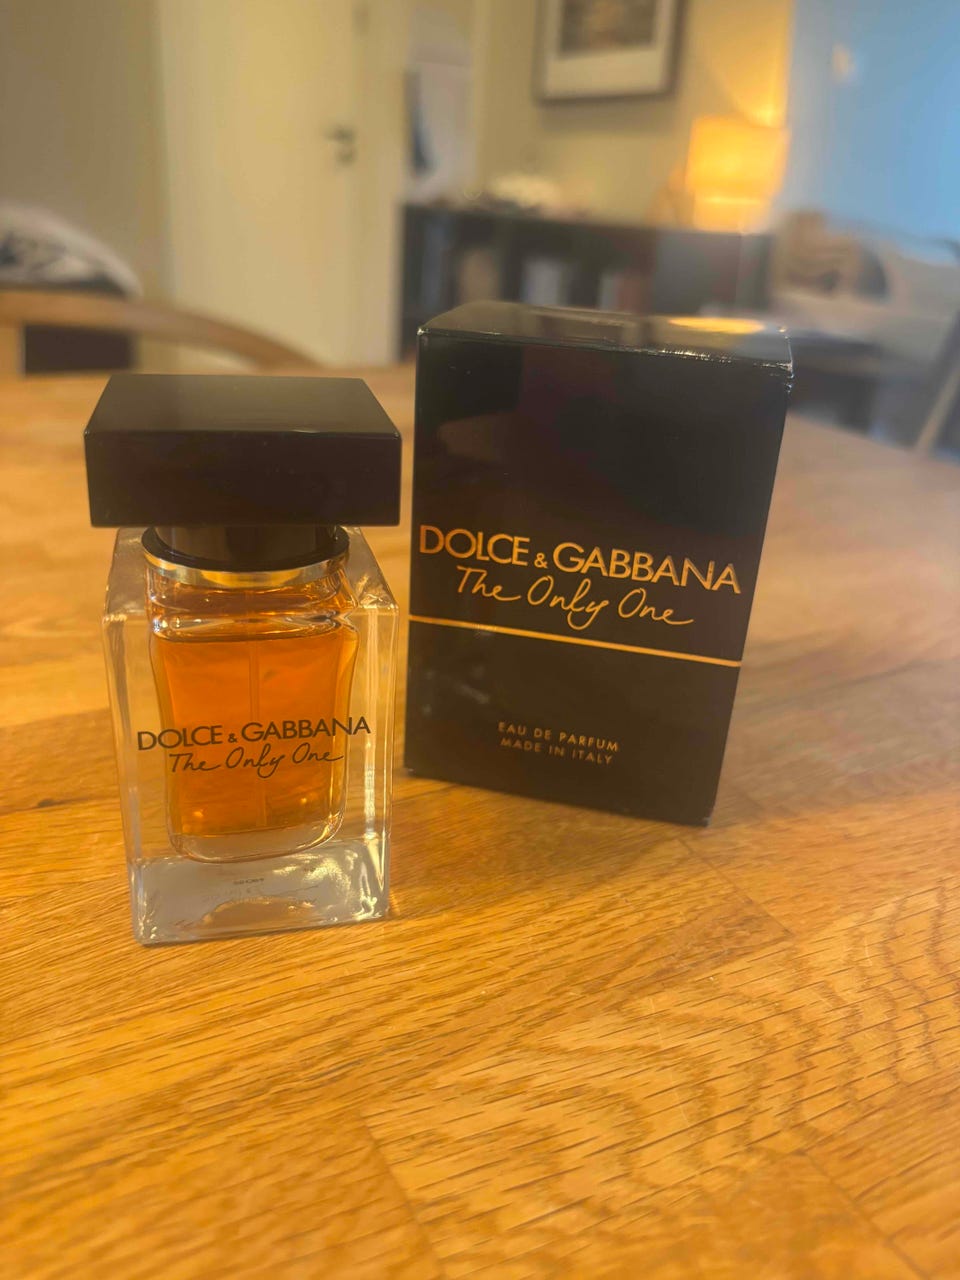 DOLCE & GABBANA
The Only One
DOLCE & GABBANA
The Only One
EAU DE PARFUM
MADE IN ITALY